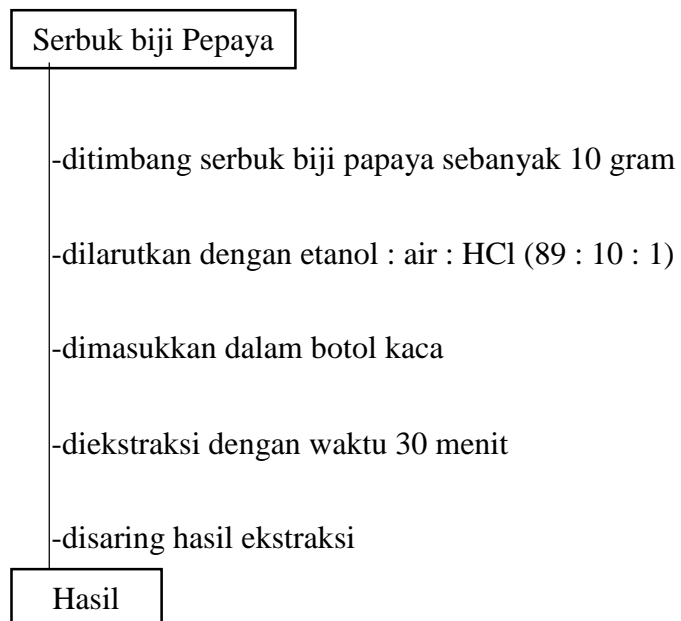 Serbuk biji Pepaya
-ditimbang serbuk biji papaya sebanyak 10 gram
-dilarutkan dengan etanol : air : HCl (89 : 10 : 1)
-dimasukkan dalam botol kaca
-diekstraksi dengan waktu 30 menit
-disaring hasil ekstraksi
Hasil